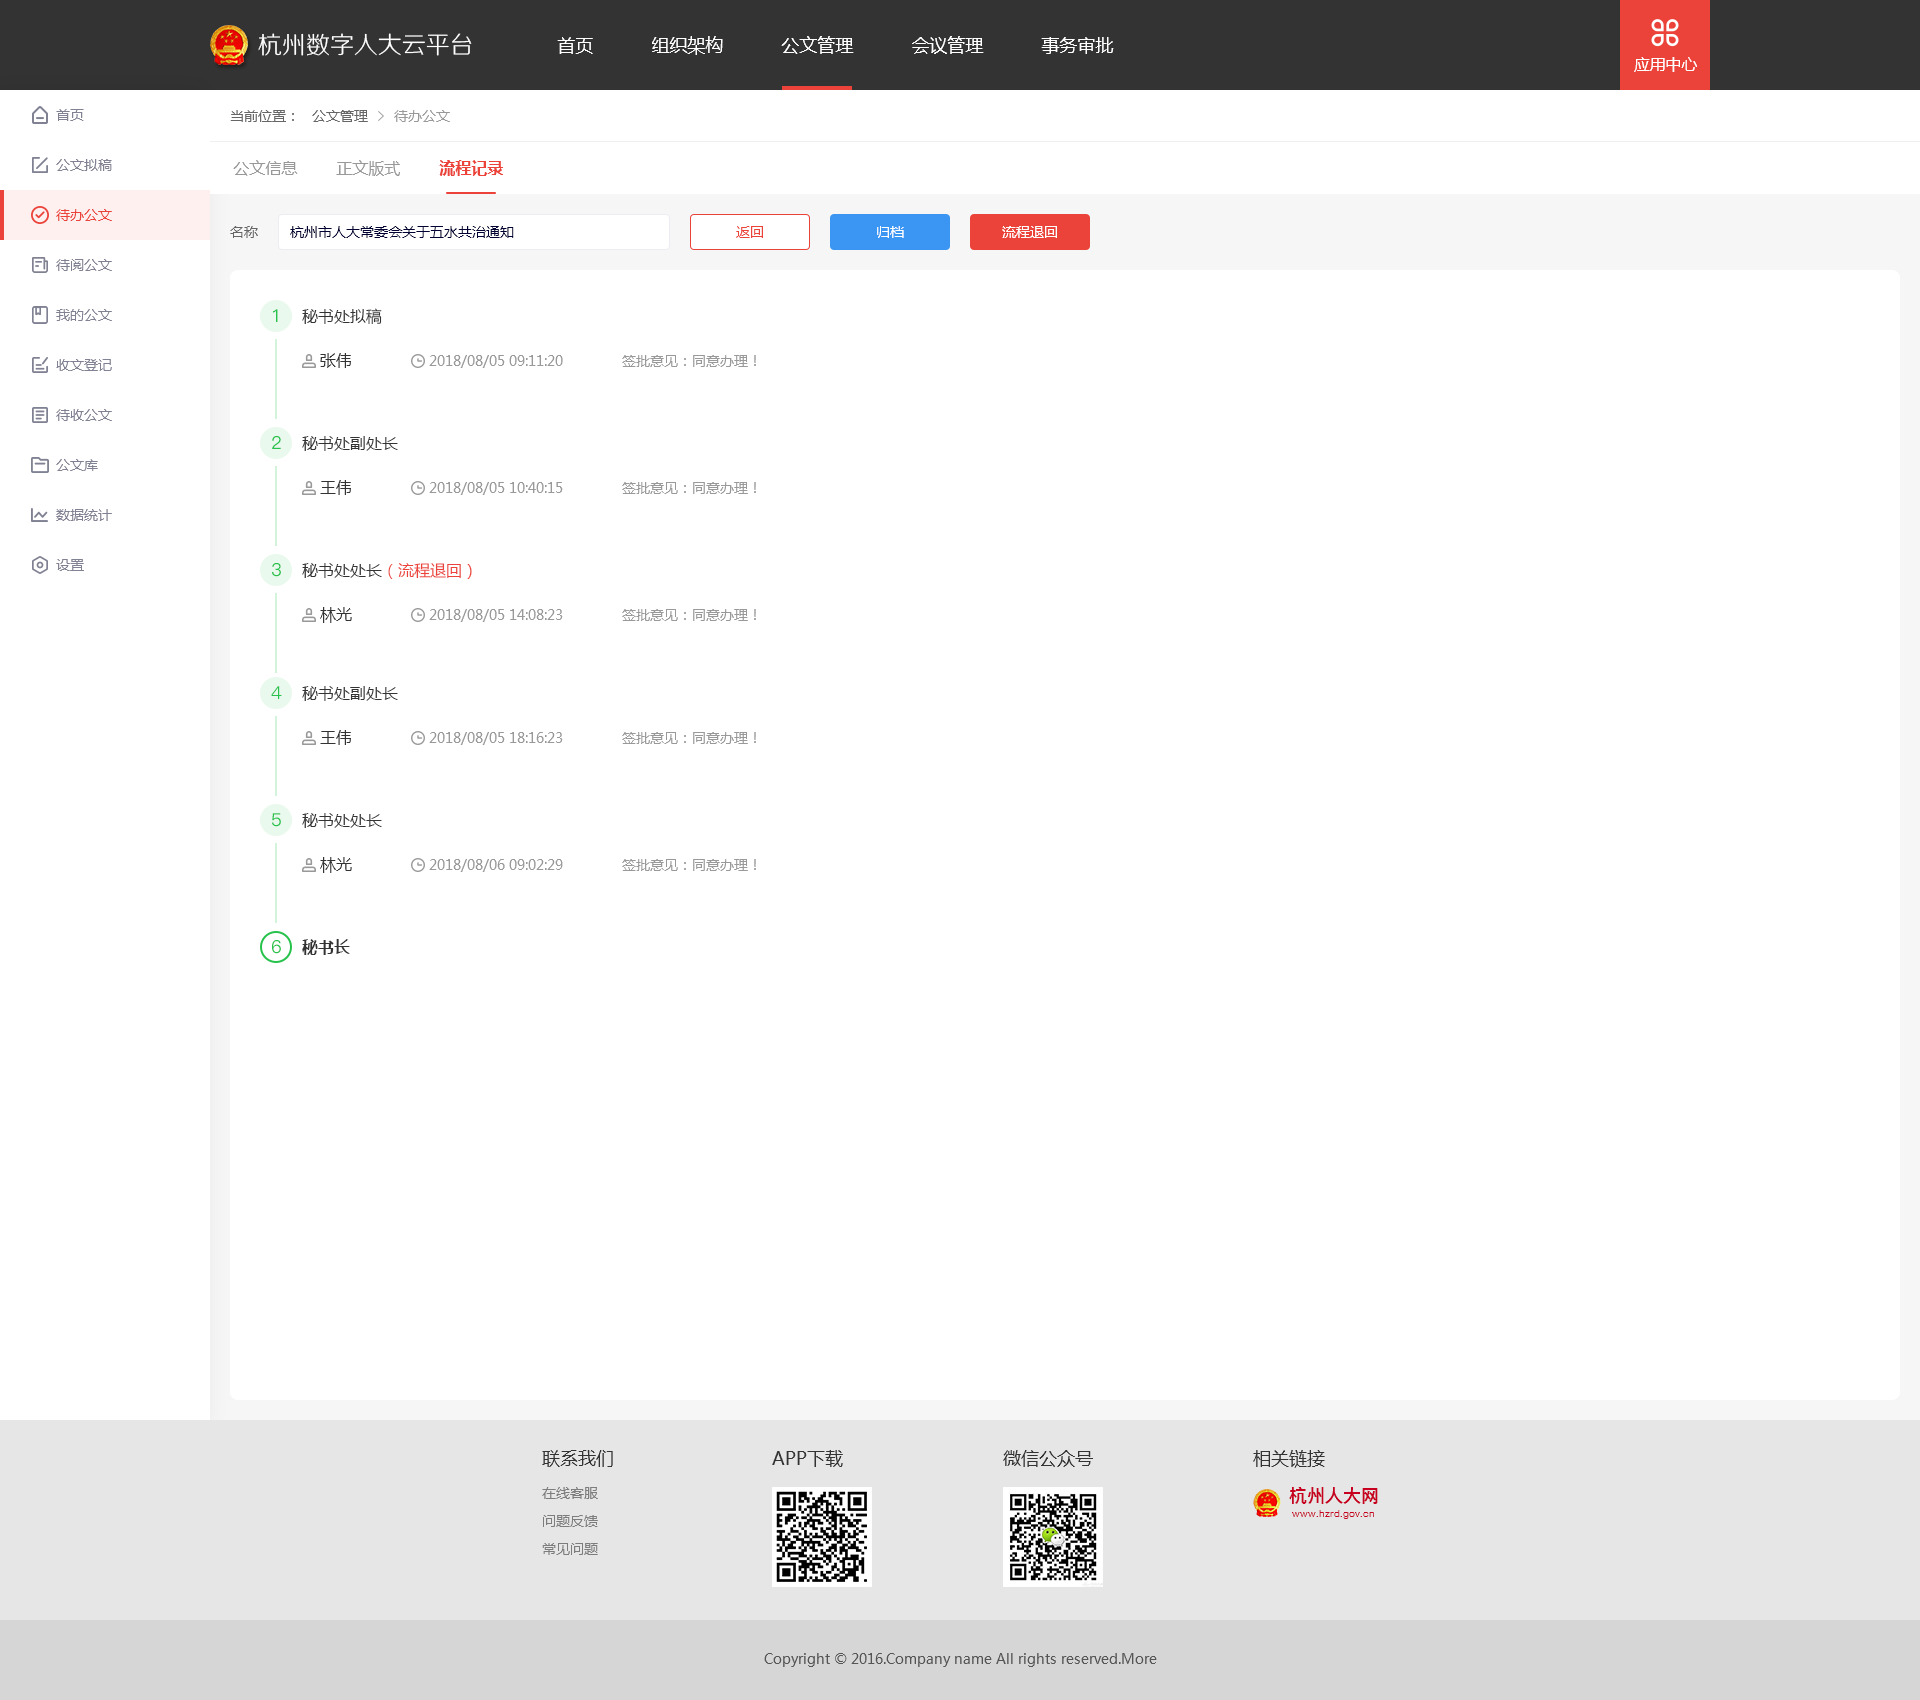 杭州数字人大云平台
首页 组织架构 公文管理 会议管理 事务审批
应用中心
首页
公文拟稿
待办公文
待阅公文
我的公文
收文登记
待收公文
公文库
数据统计
设置
当前位置： 公文管理 > 待办公文
公文信息 正文版式 流程记录
名称 杭州市人大常委会关于五水共治通知 返回 归档 流程退回
1 秘书处拟稿
张伟 2018/08/05 09:11:20 签批意见：同意办理！
2 秘书处副处长
王伟 2018/08/05 10:40:15 签批意见：同意办理！
3 秘书处处长（流程退回）
林光 2018/08/05 14:08:23 签批意见：同意办理！
4 秘书处副处长
王伟 2018/08/05 18:16:23 签批意见：同意办理！
5 秘书处处长
林光 2018/08/06 09:02:29 签批意见：同意办理！
6 秘书长
联系我们
在线客服
问题反馈
常见问题
APP下载
微信公众号
相关链接
杭州人大网
www.hzrd.gov.cn
Copyright © 2016.Company name All rights reserved.More